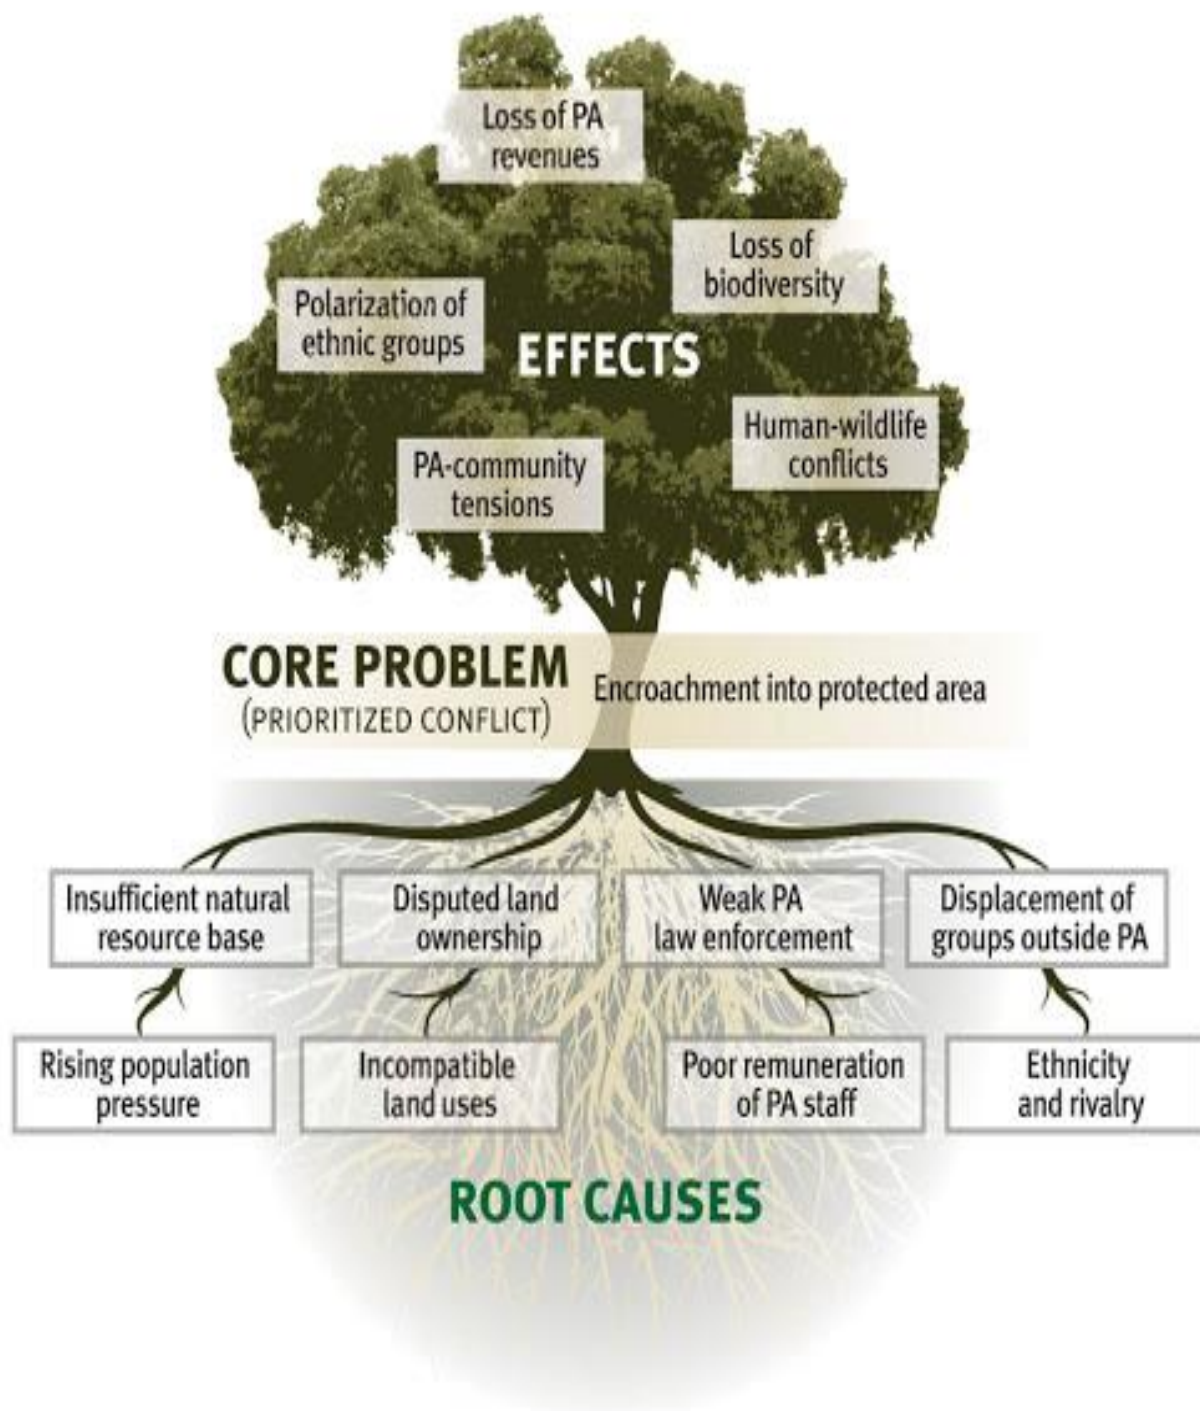 Loss of PA
revenues
Loss of
biodiversity
Polarization of
ethnic groups
EFFECTS
Human-wildlife
conflicts
PA-community
tensions
CORE PROBLEM
(PRIORITIZED CONFLICT)
Encroachment into protected area
Insufficient natural
resource base
Disputed land
ownership
Weak PA
law enforcement
Displacement of
groups outside PA
Rising population
pressure
Incompatible
land uses
Poor remuneration
of PA staff
Ethnicity
and rivalry
ROOT CAUSES